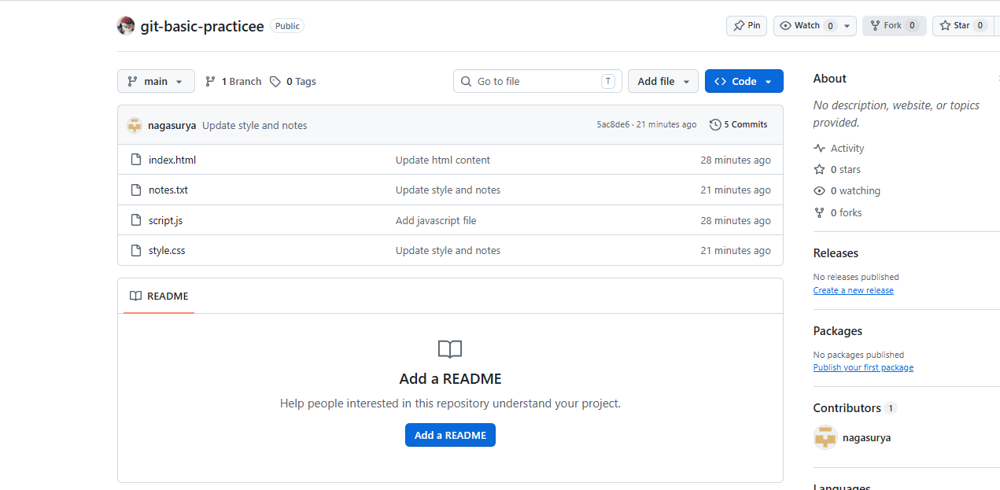 git-basic-practicee Public Pin Watch 0 Fork 0 Star 0
main 1 Branch 0 Tags Go to file T Add file Code
nagasurya Update style and notes 5ac8de6 · 21 minutes ago 5 Commits
index.html Update html content 28 minutes ago
notes.txt Update style and notes 21 minutes ago
script.js Add javascript file 28 minutes ago
style.css Update style and notes 21 minutes ago
README
Add a README
Help people interested in this repository understand your project.
Add a README
About
No description, website, or topics
provided.
Activity
0 stars
0 watching
0 forks
Releases
No releases published
Create a new release
Packages
No packages published
Publish your first package
Contributors 1
nagasurya
Languages